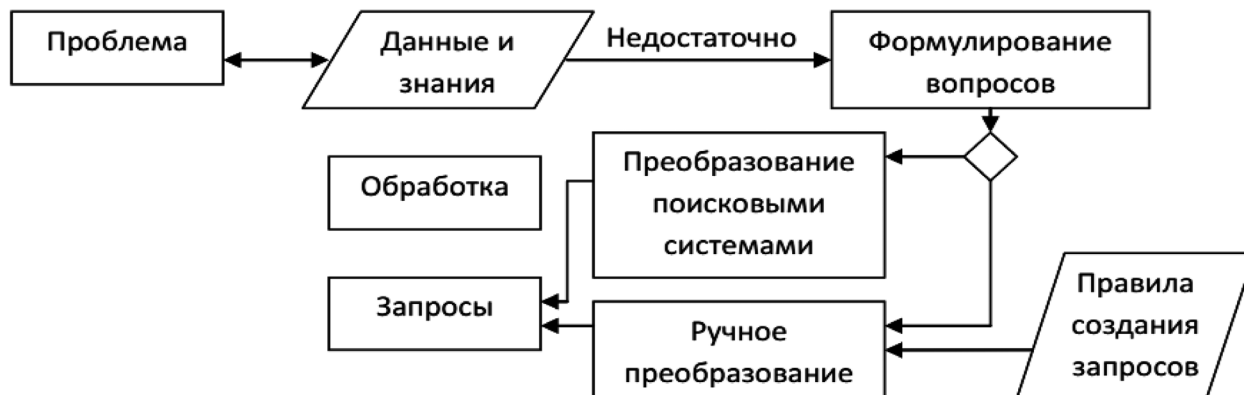 Проблема
Данные и
знания
Недостаточно
Формулирование
вопросов
Обработка
Преобразование
поисковыми
системами
Запросы
Ручное
преобразование
Правила
создания
запросов